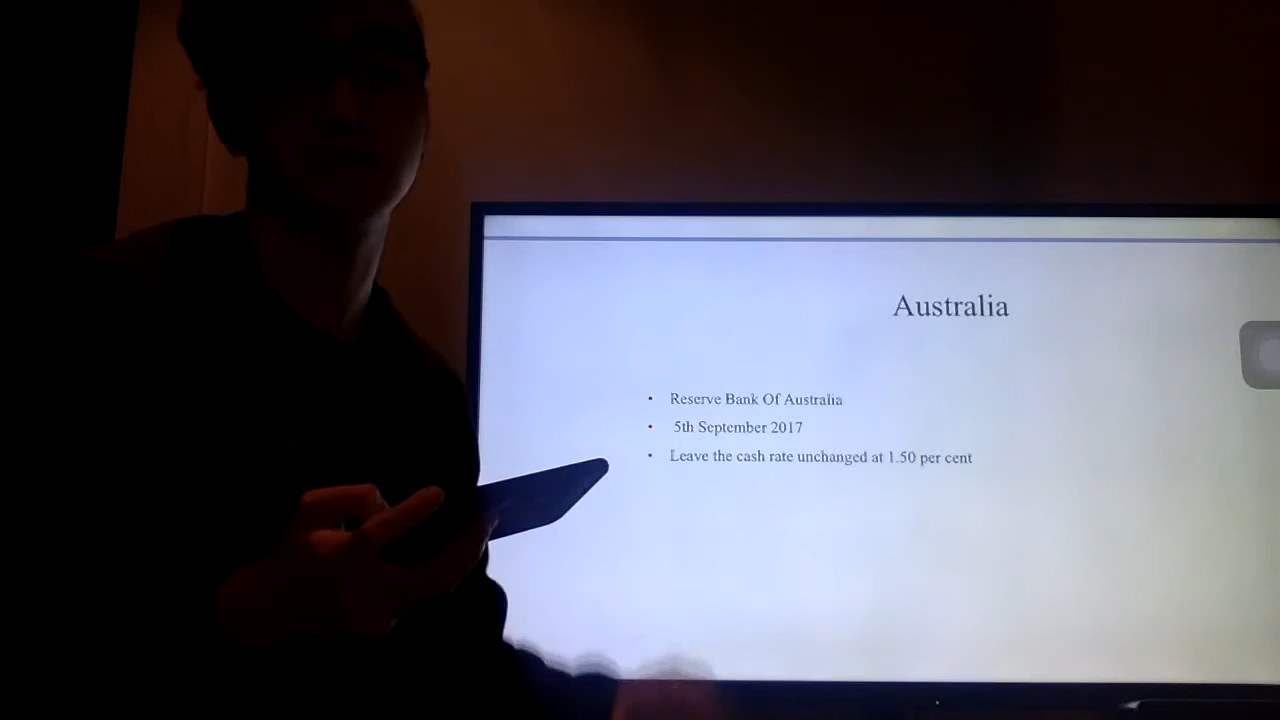 Australia
• Reserve Bank Of Australia
• 5th September 2017
• Leave the cash rate unchanged at 1.50 per cent